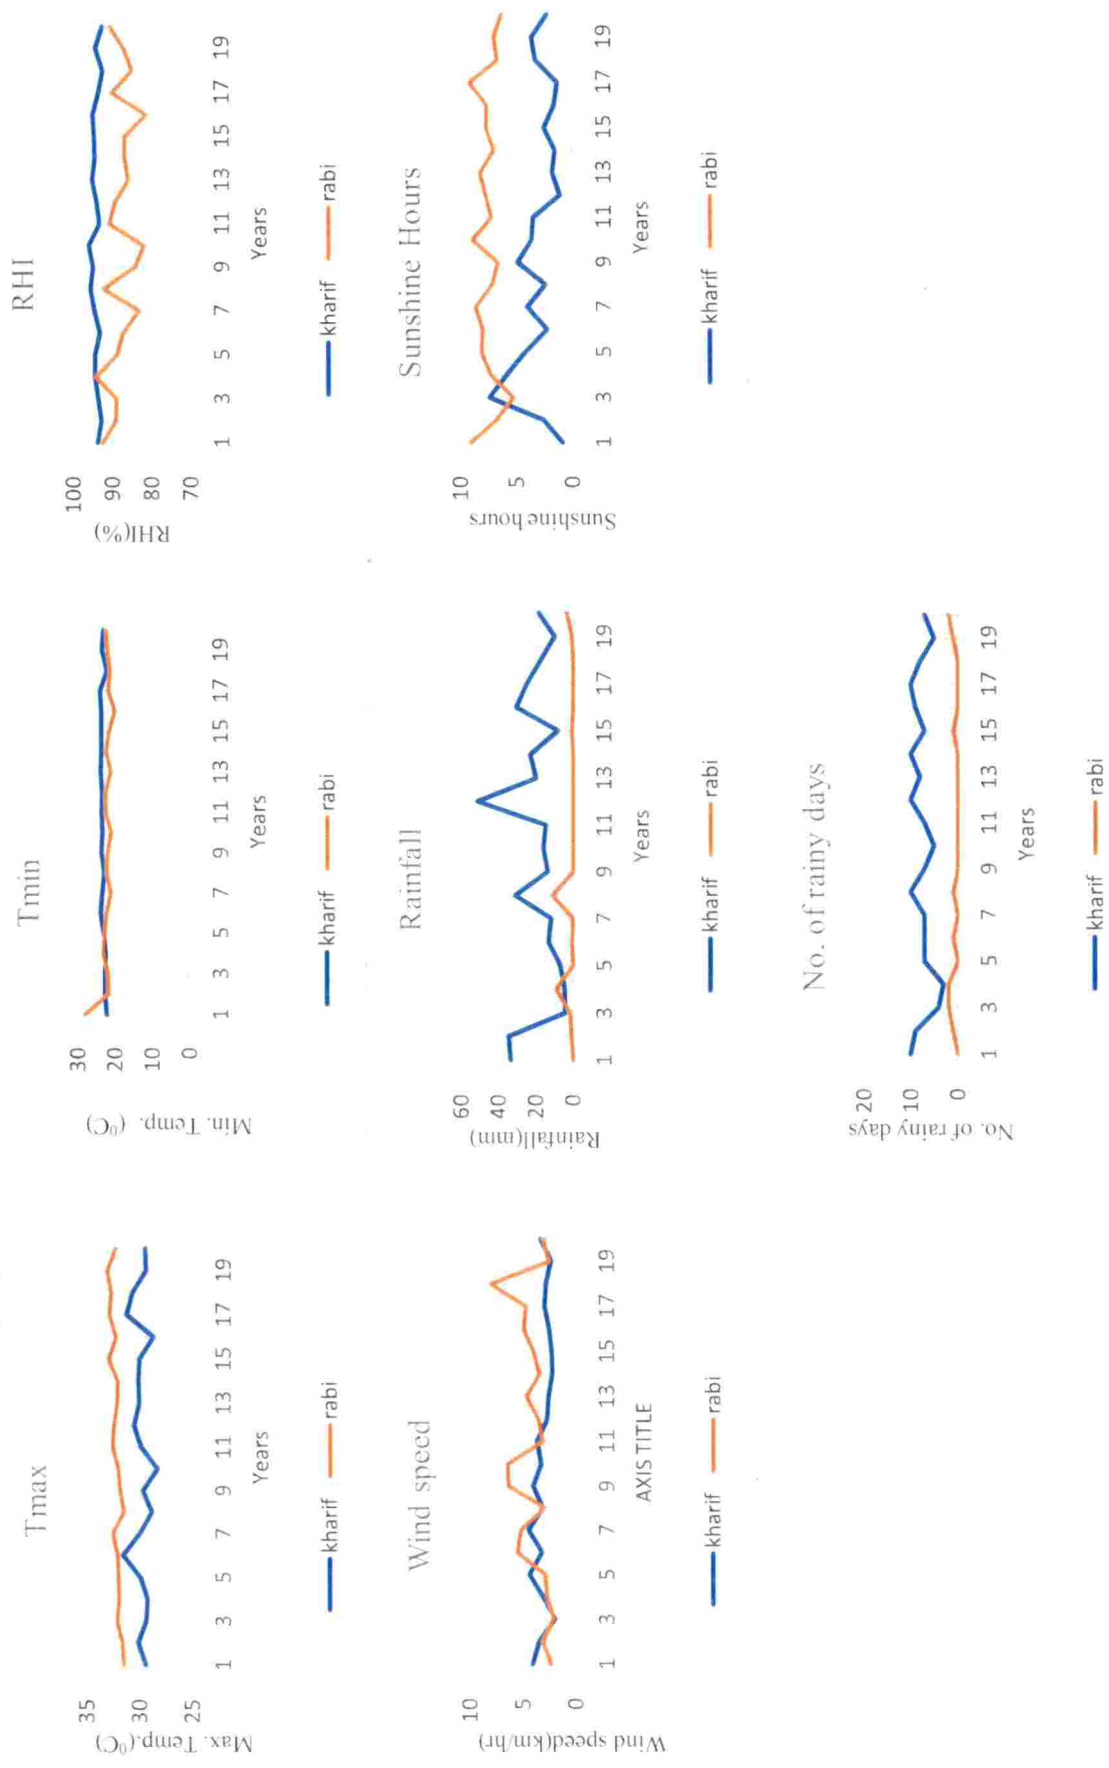 Tmax
Max. Temp.(⁰C)
35
30
25
1 3 5 7 9 11 13 15 17 19
Years
kharif rabi
Tmin
Min. Temp. (⁰C)
30
20
10
0
1 3 5 7 9 11 13 15 17 19
Years
kharif rabi
RHI
RHI(%)
100
90
80
70
1 3 5 7 9 11 13 15 17 19
Years
kharif rabi
Wind speed
Wind speed(km/hr)
10
5
0
1 3 5 7 9 11 13 15 17 19
AXIS TITLE
kharif rabi
Rainfall
Rainfall(mm)
60
40
20
0
1 3 5 7 9 11 13 15 17 19
Years
kharif rabi
Sunshine Hours
Sunshine hours
10
5
0
1 3 5 7 9 11 13 15 17 19
Years
kharif rabi
No. of rainy days
No. of rainy days
20
10
0
1 3 5 7 9 11 13 15 17 19
Years
kharif rabi